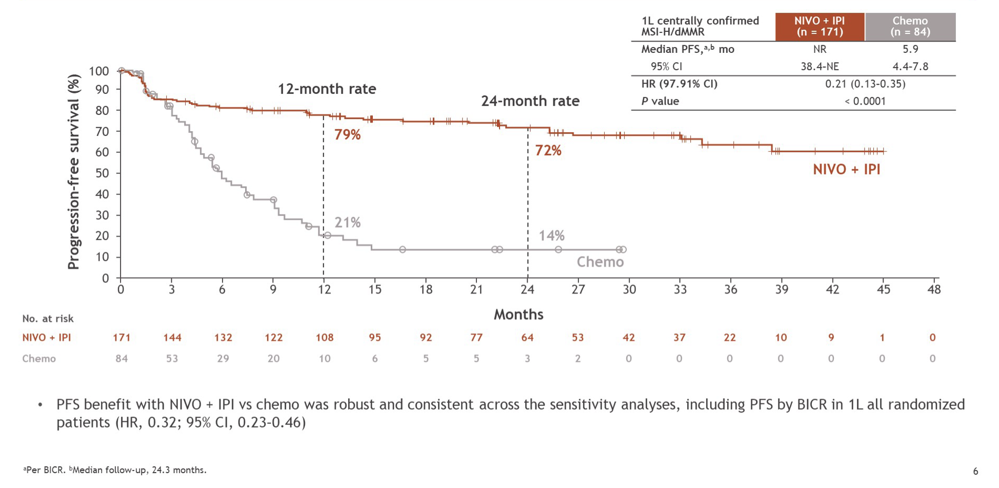 1L centrally confirmed
MSI-H/dMMR
NIVO + IPI
(n = 171)
Chemo
(n = 84)
Median PFS,ᵃ,ᵇ mo NR 5.9
95% CI 38.4-NE 4.4-7.8
HR (97.91% CI) 0.21 (0.13-0.35)
P value < 0.0001
Progression-free survival (%)
100
90
80
70
60
50
40
30
20
10
0
12-month rate
24-month rate
79%
72%
NIVO + IPI
21%
14%
Chemo
0 3 6 9 12 15 18 21 24 27 30 33 36 39 42 45 48
Months
No. at risk
NIVO + IPI 171 144 132 122 108 95 92 77 64 53 42 37 22 10 9 1 0
Chemo 84 53 29 20 10 6 5 5 3 2 0 0 0 0 0 0 0
• PFS benefit with NIVO + IPI vs chemo was robust and consistent across the sensitivity analyses, including PFS by BICR in 1L all randomized
patients (HR, 0.32; 95% CI, 0.23-0.46)
ᵃPer BICR. ᵇMedian follow-up, 24.3 months.
6